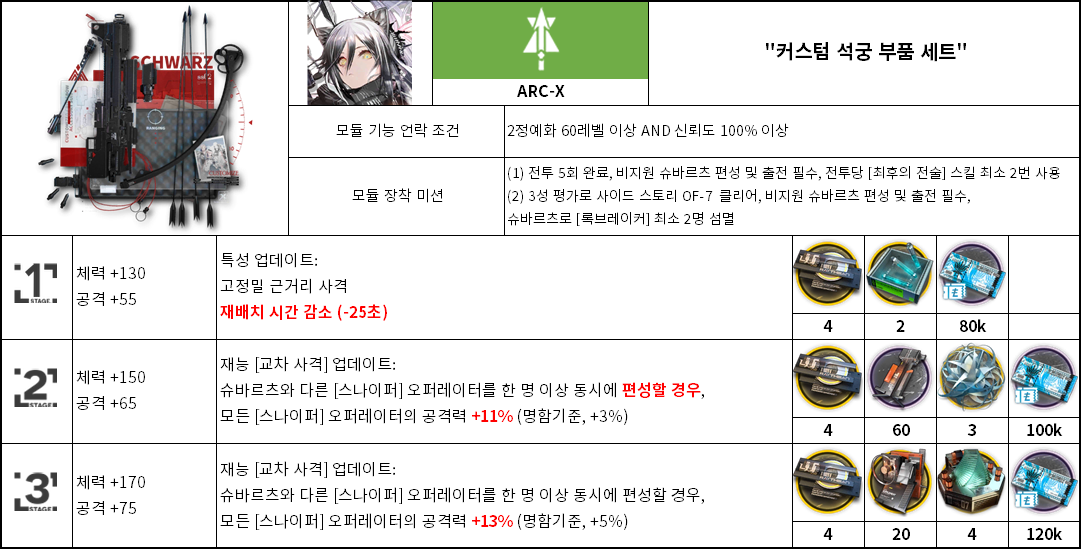 SCHWARZ
"커스텀 석궁 부품 세트"
ARC-X
모듈 기능 언락 조건
2정예화 60레벨 이상 AND 신뢰도 100% 이상
모듈 장착 미션
(1) 전투 5회 완료, 비지원 슈바르츠 편성 및 출전 필수, 전투당 [최후의 전술] 스킬 최소 2번 사용
(2) 3성 평가로 사이드 스토리 OF-7 클리어, 비지원 슈바르츠 편성 및 출전 필수,
슈바르츠로 [록브레이커] 최소 2명 섬멸
1
STAGE
체력 +130
공격 +55
특성 업데이트:
고정밀 근거리 사격
재배치 시간 감소 (-25초)
4
2
80k
2
STAGE
체력 +150
공격 +65
재능 [교차 사격] 업데이트:
슈바르츠와 다른 [스나이퍼] 오퍼레이터를 한 명 이상 동시에 편성할 경우,
모든 [스나이퍼] 오퍼레이터의 공격력 +11% (명함기준, +3%)
4
60
3
100k
3
STAGE
체력 +170
공격 +75
재능 [교차 사격] 업데이트:
슈바르츠와 다른 [스나이퍼] 오퍼레이터를 한 명 이상 동시에 편성할 경우,
모든 [스나이퍼] 오퍼레이터의 공격력 +13% (명함기준, +5%)
4
20
4
120k